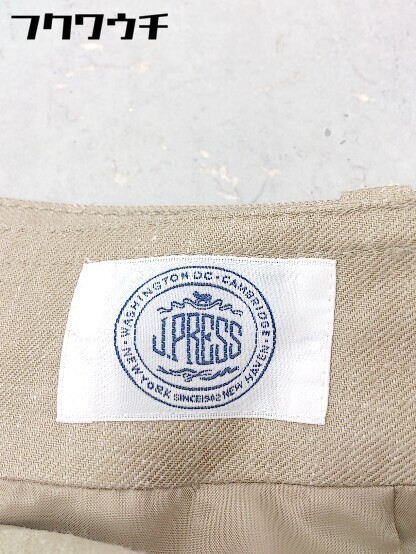 フクワウチ
WASHINGTON DC • CAMBRIDGE •
J.PRESS
NEW YORK SINCE1902 NEW HAVEN